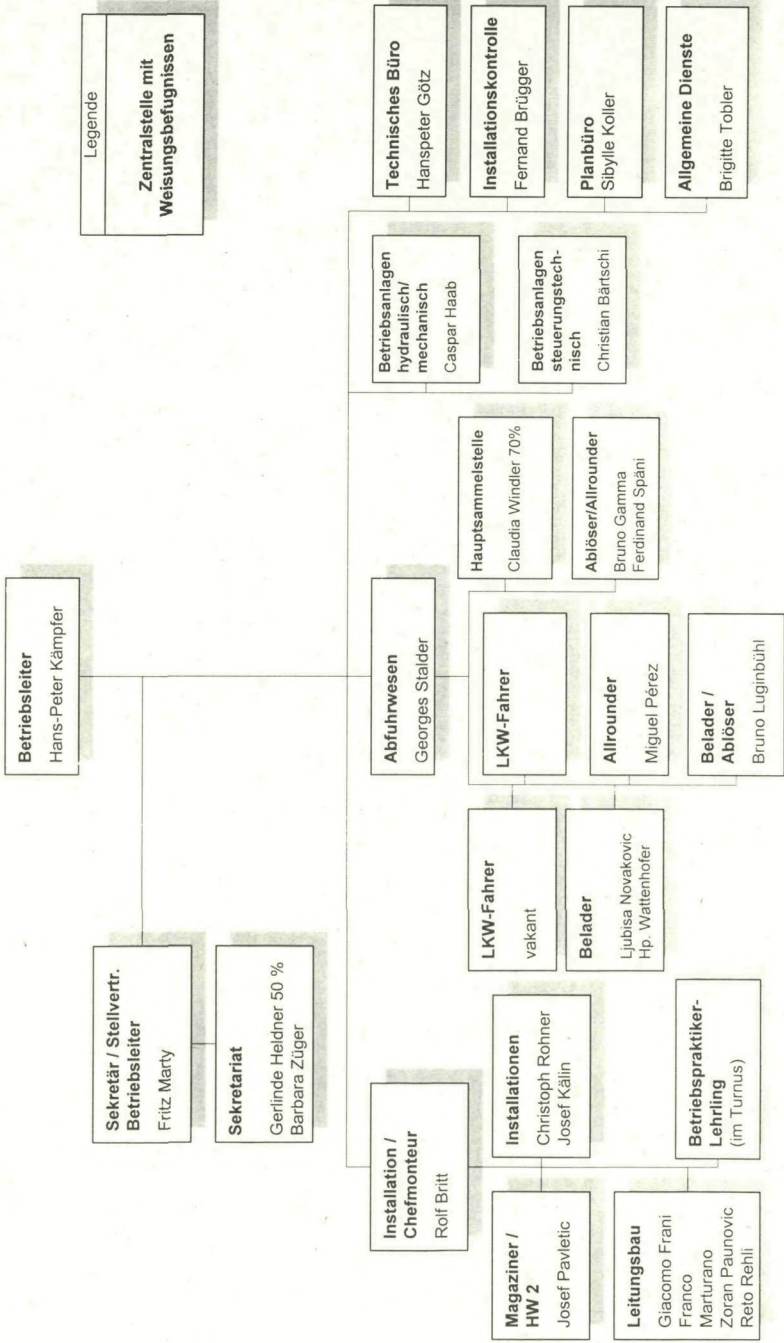 Betriebsleiter
Hans-Peter Kämpfer
Legende
Zentralstelle mit
Weisungsbefugnissen
Sekretär / Stellvertr.
Betriebsleiter
Fritz Marty
Sekretariat
Gerlinde Heldner 50 %
Barbara Züger
Installation /
Chefmonteur
Rolf Britt
Magaziner /
HW 2
Josef Pavletic
Installationen
Christoph Rohner
Josef Kälin
Leitungsbau
Giacomo Frani
Franco
Marturano
Zoran Paunovic
Reto Rehli
Betriebspraktiker-
Lehrling
(im Turnus)
Abfuhrwesen
Georges Stalder
LKW-Fahrer
vakant
LKW-Fahrer
Belader
Ljubisa Novakovic
Hp. Wattenhofer
Allrounder
Miguel Pérez
Belader /
Ablöser
Bruno Luginbühl
Hauptsammelstelle
Claudia Windler 70%
Ablöser/Allrounder
Bruno Gamma
Ferdinand Späni
Betriebsanlagen
hydraulisch/
mechanisch
Caspar Haab
Betriebsanlagen
steuerungstech-
nisch
Christian Bärtschi
Technisches Büro
Hanspeter Götz
Installationskontrolle
Fernand Brügger
Planbüro
Sibylle Koller
Allgemeine Dienste
Brigitte Tobler